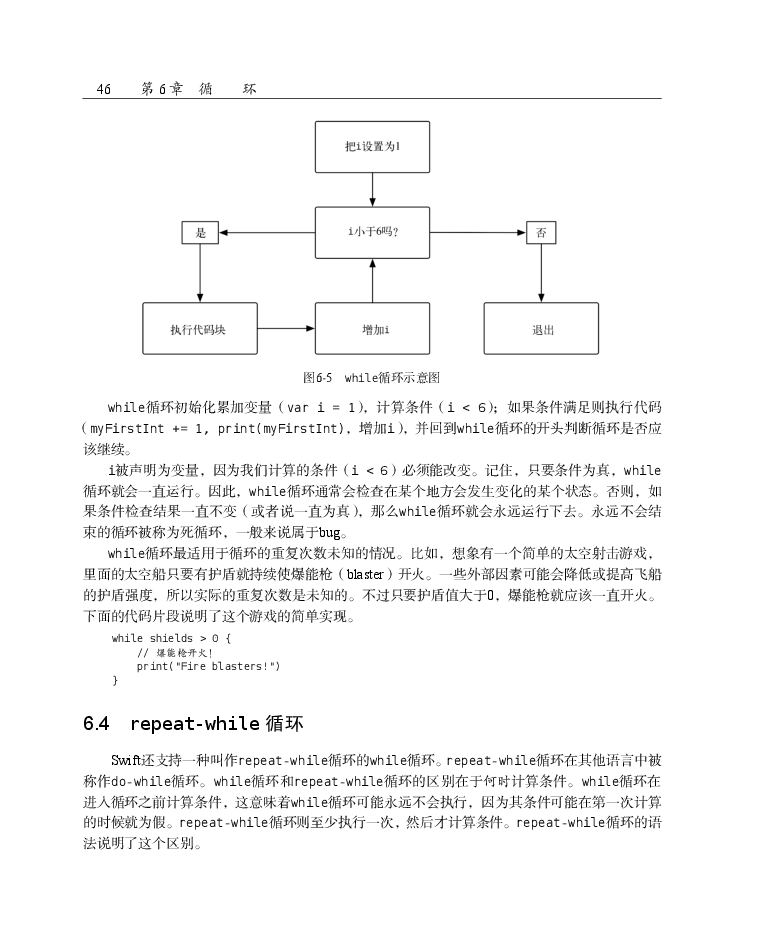 46 第6章 循 环
把i设置为1
是
i小于6吗?
否
执行代码块
增加i
退出
图6-5 while循环示意图
while循环初始化累加变量(var i = 1),计算条件(i < 6);如果条件满足则执行代码
(myFirstInt += 1, print(myFirstInt),增加i),并回到while循环的开头判断循环是否应
该继续。
i被声明为变量,因为我们计算的条件(i < 6)必须能改变。记住,只要条件为真,while
循环就会一直运行。因此,while循环通常会检查在某个地方会发生变化的某个状态。否则,如
果条件检查结果一直不变(或者说一直为真),那么while循环就会永远运行下去。永远不会结
束的循环被称为死循环,一般来说属于bug。
while循环最适用于循环的重复次数未知的情况。比如,想象有一个简单的太空射击游戏,
里面的太空船只要有护盾就持续使爆能枪(blaster)开火。一些外部因素可能会降低或提高飞船
的护盾强度,所以实际的重复次数是未知的。不过只要护盾值大于0,爆能枪就应该一直开火。
下面的代码片段说明了这个游戏的简单实现。
while shields > 0 {
// 爆能枪开火!
print("Fire blasters!")
}
6.4 repeat-while 循环
Swift还支持一种叫作repeat-while循环的while循环。repeat-while循环在其他语言中被
称作do-while循环。while循环和repeat-while循环的区别在于何时计算条件。while循环在
进入循环之前计算条件,这意味着while循环可能永远不会执行,因为其条件可能在第一次计算
的时候就为假。repeat-while循环则至少执行一次,然后才计算条件。repeat-while循环的语
法说明了这个区别。